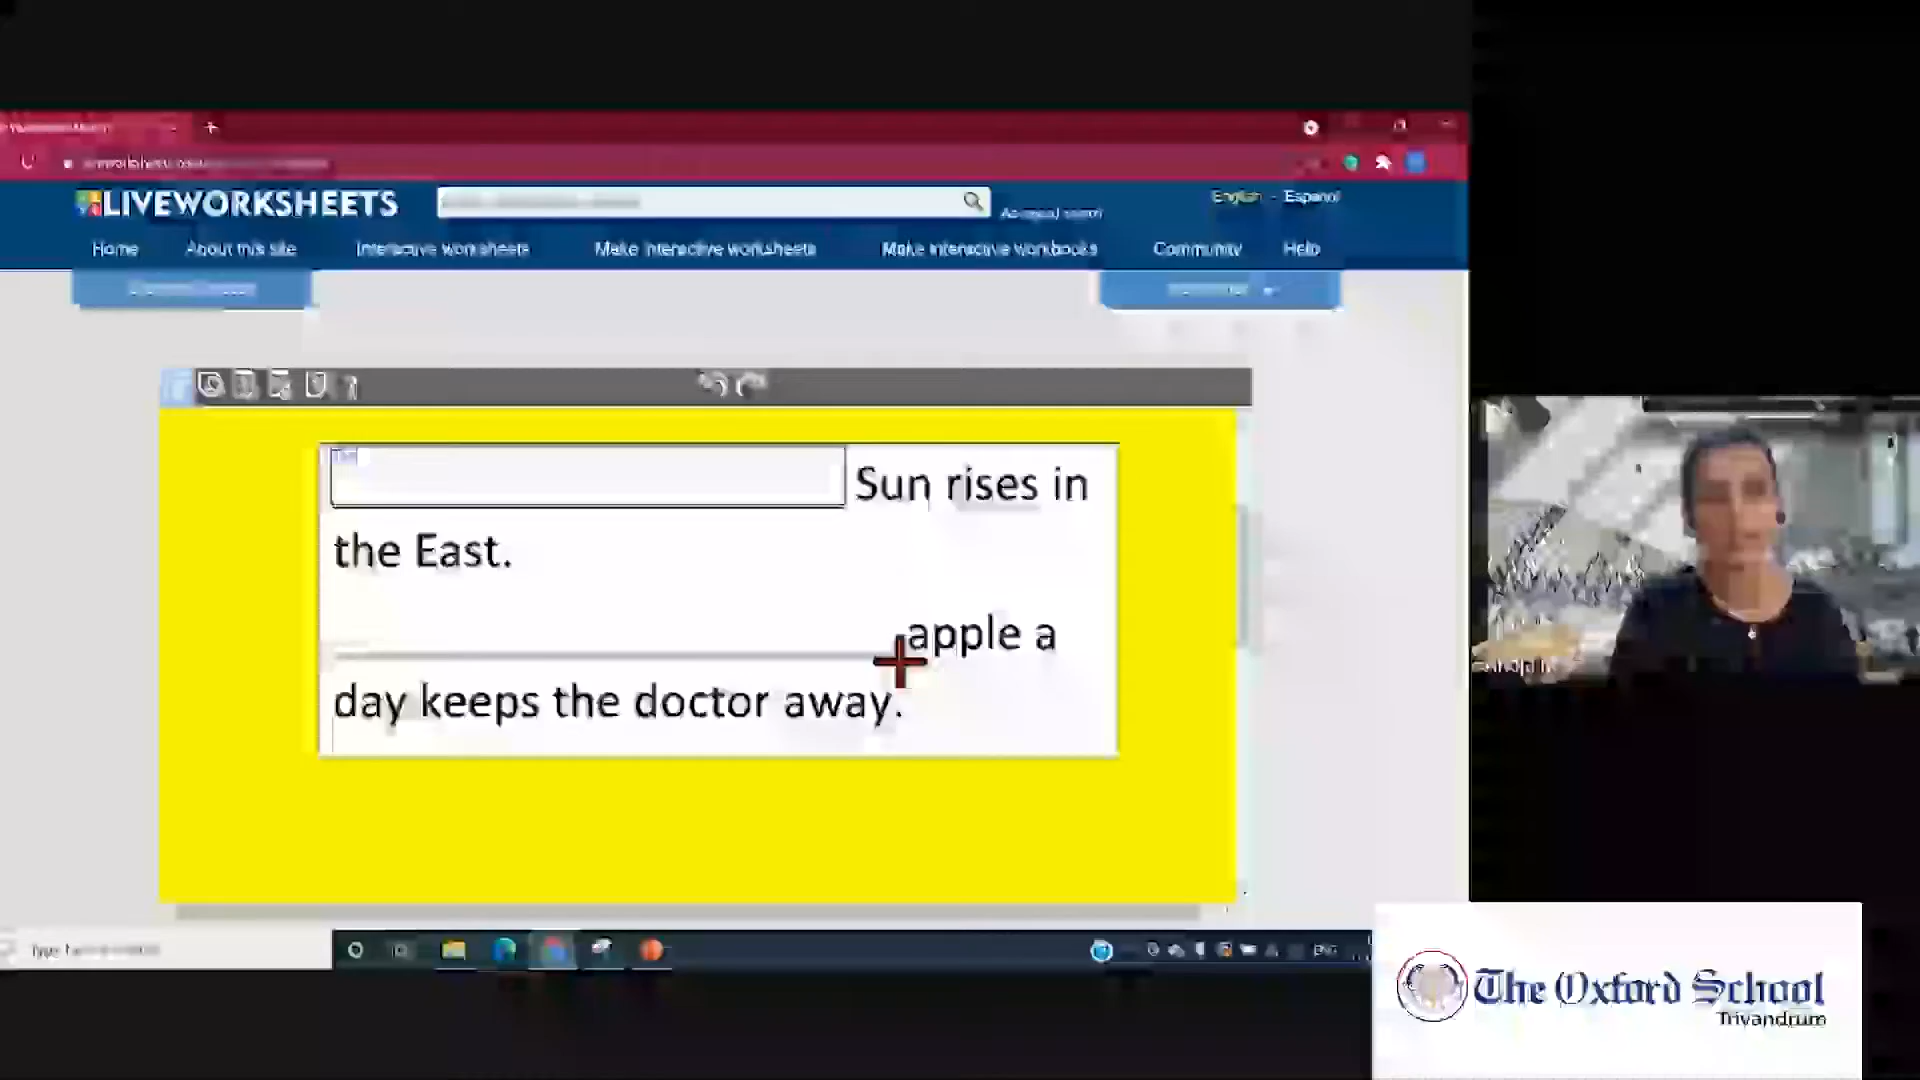 LIVEWORKSHEETS
English - Español
Home About this site Interactive worksheets Make interactive worksheets Make interactive workbooks Community Help
Sun rises in
the East.
apple a
day keeps the doctor away.
ENG
The Oxford School
Trivandrum